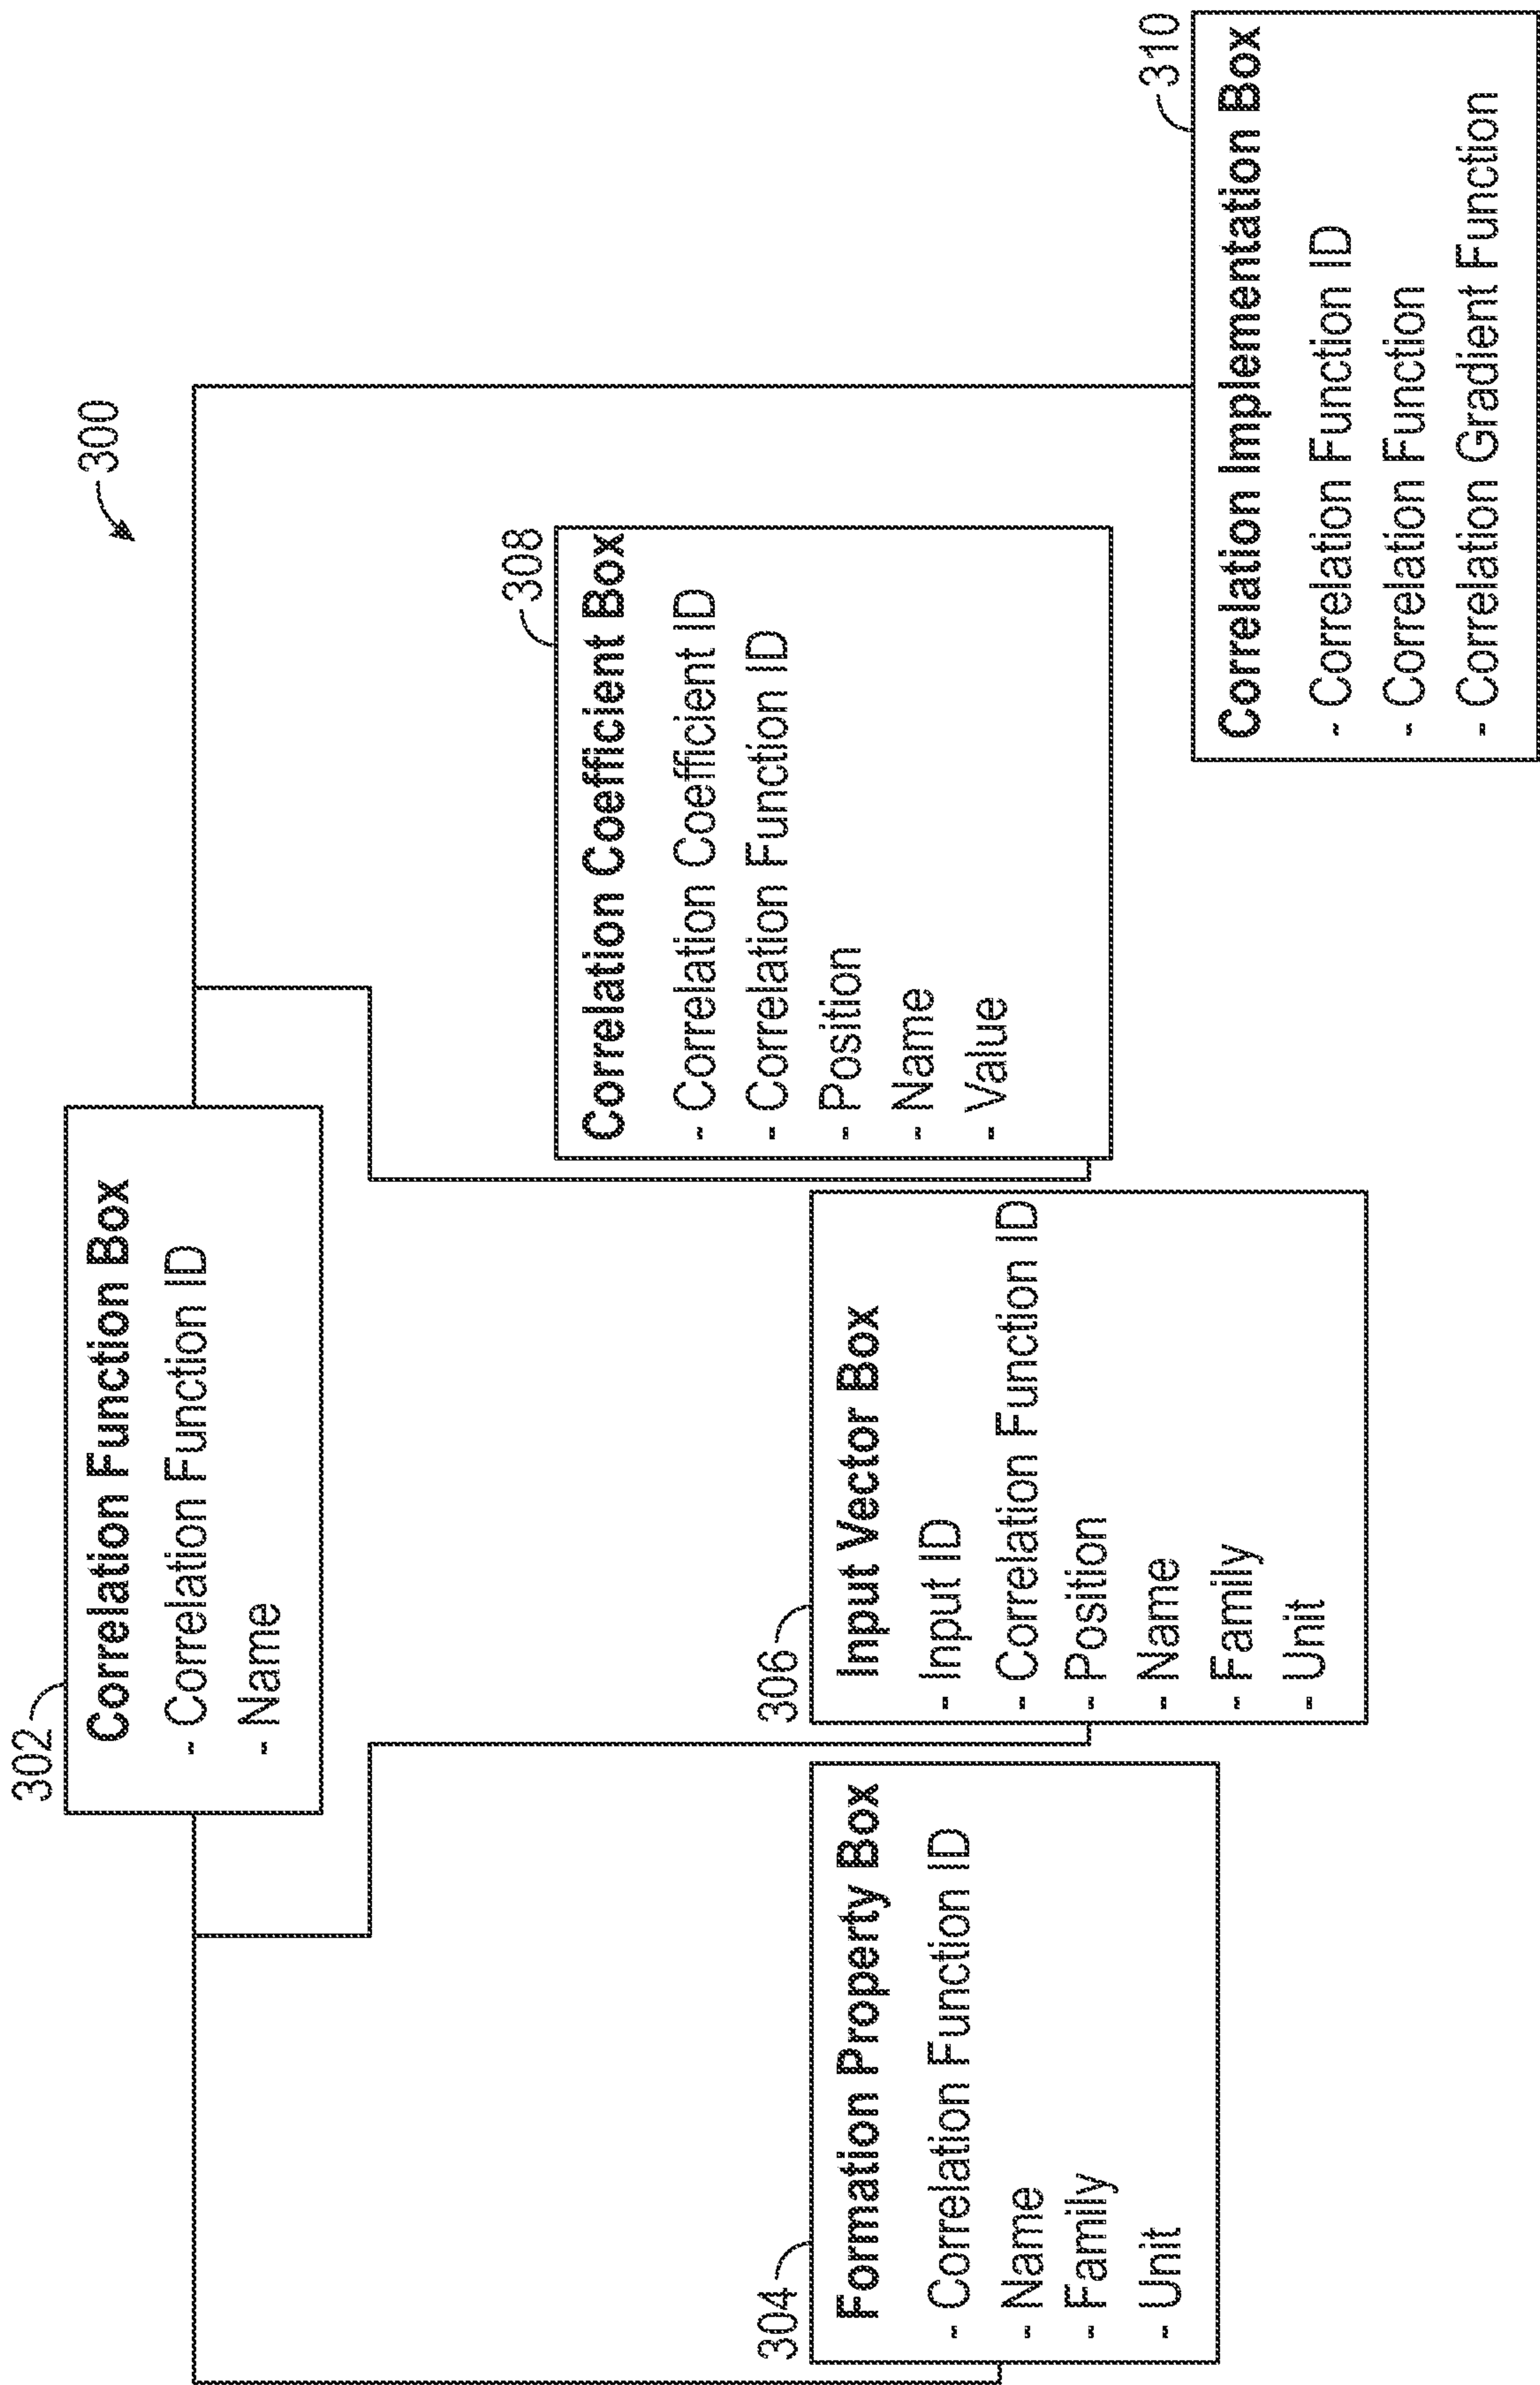 300
302
Correlation Function Box
- Correlation Function ID
- Name
304
Formation Property Box
- Correlation Function ID
- Name
- Family
- Unit
306
Input Vector Box
- Input ID
- Correlation Function ID
- Position
- Name
- Family
- Unit
308
Correlation Coefficient Box
- Correlation Coefficient ID
- Correlation Function ID
- Position
- Name
- Value
310
Correlation Implementation Box
- Correlation Function ID
- Correlation Function
- Correlation Gradient Function